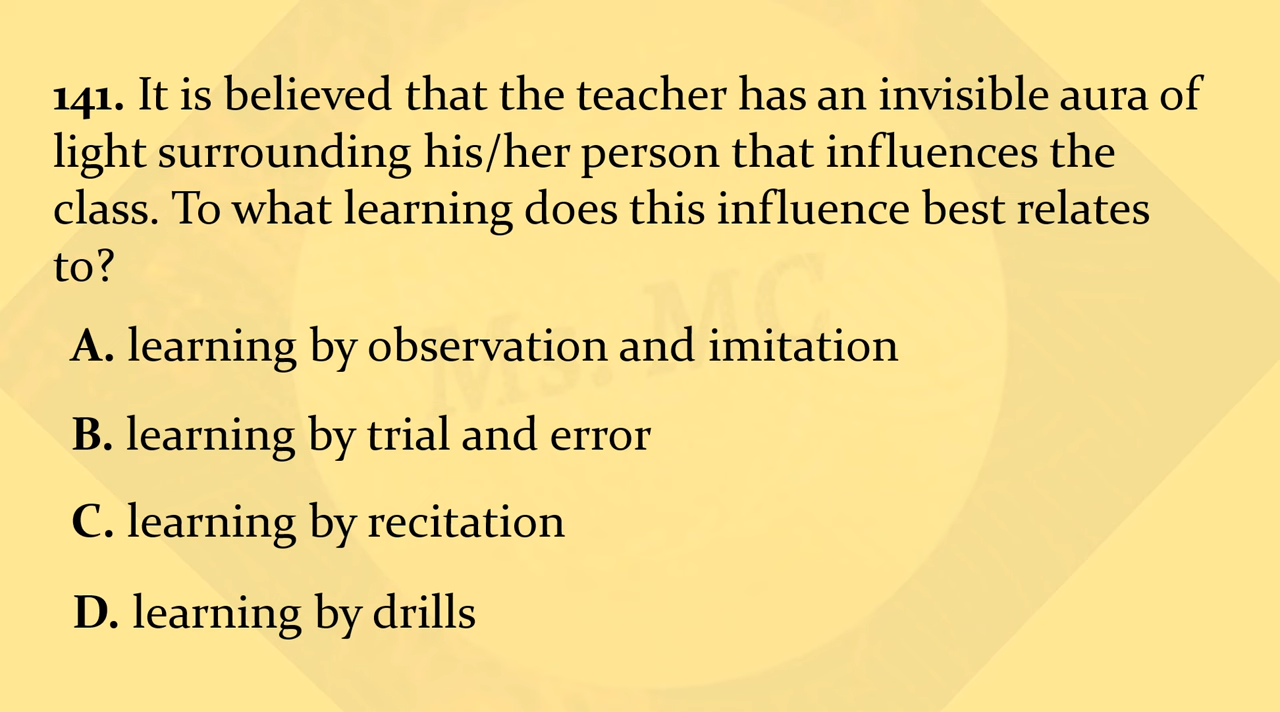 141. It is believed that the teacher has an invisible aura of
light surrounding his/her person that influences the
class. To what learning does this influence best relates
to?
A. learning by observation and imitation
Ms. MC
B. learning by trial and error
C. learning by recitation
D. learning by drills